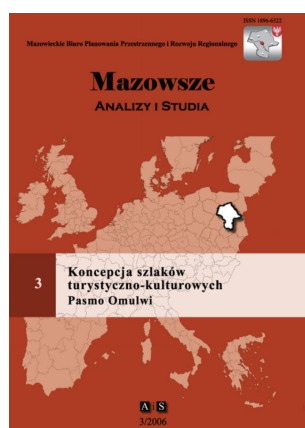 ISSN 1896-6322
Mazowieckie Biuro Planowania Przestrzennego i Rozwoju Regionalnego
Mazowsze
ANALIZY I STUDIA
3
Koncepcja szlaków
turystyczno-kulturowych
Pasmo Omulwi
A S
3/2006